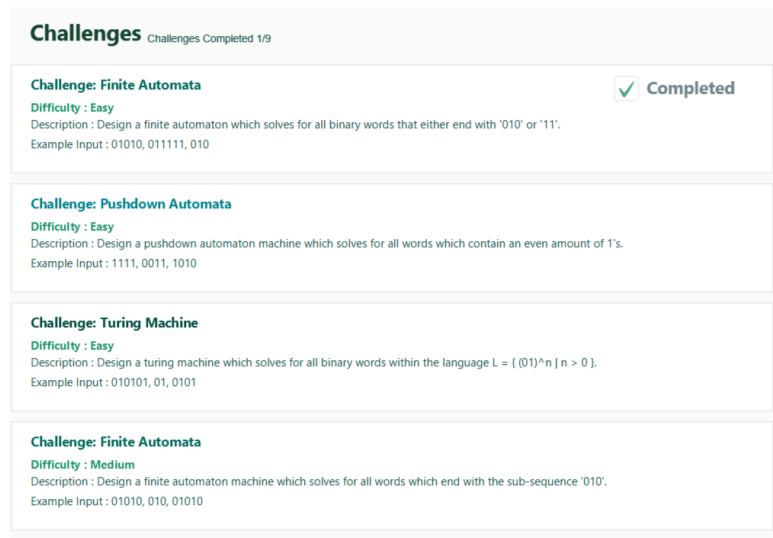 Challenges Challenges Completed 1/9
Challenge: Finite Automata
Completed
Difficulty : Easy
Description : Design a finite automaton which solves for all binary words that either end with '010' or '11'.
Example Input : 01010, 011111, 010
Challenge: Pushdown Automata
Difficulty : Easy
Description : Design a pushdown automaton machine which solves for all words which contain an even amount of 1's.
Example Input : 1111, 0011, 1010
Challenge: Turing Machine
Difficulty : Easy
Description : Design a turing machine which solves for all binary words within the language L = { (01)^n | n > 0 }.
Example Input : 010101, 01, 0101
Challenge: Finite Automata
Difficulty : Medium
Description : Design a finite automaton machine which solves for all words which end with the sub-sequence '010'.
Example Input : 01010, 010, 01010